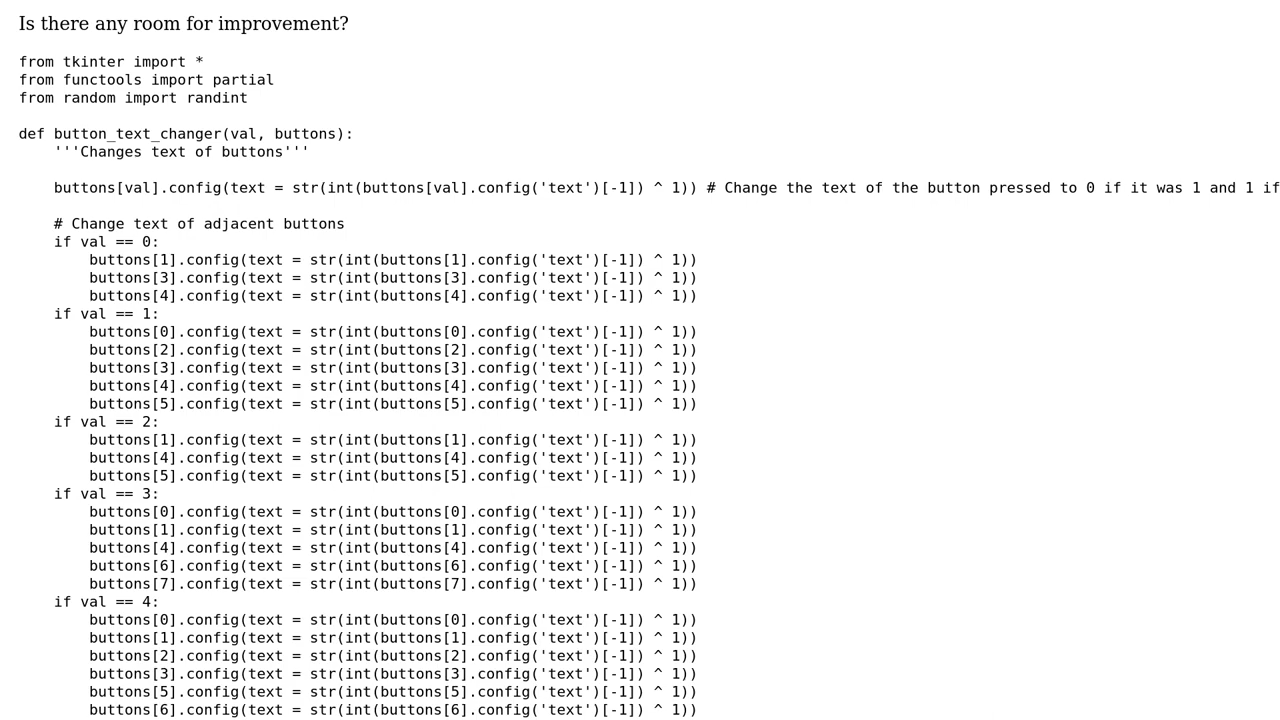 Is there any room for improvement?
from tkinter import *
from functools import partial
from random import randint
def button_text_changer(val, buttons):
    '''Changes text of buttons'''
    buttons[val].config(text = str(int(buttons[val].config('text')[-1]) ^ 1)) # Change the text of the button pressed to 0 if it was 1 and 1 if
    # Change text of adjacent buttons
    if val == 0:
        buttons[1].config(text = str(int(buttons[1].config('text')[-1]) ^ 1))
        buttons[3].config(text = str(int(buttons[3].config('text')[-1]) ^ 1))
        buttons[4].config(text = str(int(buttons[4].config('text')[-1]) ^ 1))
    if val == 1:
        buttons[0].config(text = str(int(buttons[0].config('text')[-1]) ^ 1))
        buttons[2].config(text = str(int(buttons[2].config('text')[-1]) ^ 1))
        buttons[3].config(text = str(int(buttons[3].config('text')[-1]) ^ 1))
        buttons[4].config(text = str(int(buttons[4].config('text')[-1]) ^ 1))
        buttons[5].config(text = str(int(buttons[5].config('text')[-1]) ^ 1))
    if val == 2:
        buttons[1].config(text = str(int(buttons[1].config('text')[-1]) ^ 1))
        buttons[4].config(text = str(int(buttons[4].config('text')[-1]) ^ 1))
        buttons[5].config(text = str(int(buttons[5].config('text')[-1]) ^ 1))
    if val == 3:
        buttons[0].config(text = str(int(buttons[0].config('text')[-1]) ^ 1))
        buttons[1].config(text = str(int(buttons[1].config('text')[-1]) ^ 1))
        buttons[4].config(text = str(int(buttons[4].config('text')[-1]) ^ 1))
        buttons[6].config(text = str(int(buttons[6].config('text')[-1]) ^ 1))
        buttons[7].config(text = str(int(buttons[7].config('text')[-1]) ^ 1))
    if val == 4:
        buttons[0].config(text = str(int(buttons[0].config('text')[-1]) ^ 1))
        buttons[1].config(text = str(int(buttons[1].config('text')[-1]) ^ 1))
        buttons[2].config(text = str(int(buttons[2].config('text')[-1]) ^ 1))
        buttons[3].config(text = str(int(buttons[3].config('text')[-1]) ^ 1))
        buttons[5].config(text = str(int(buttons[5].config('text')[-1]) ^ 1))
        buttons[6].config(text = str(int(buttons[6].config('text')[-1]) ^ 1))